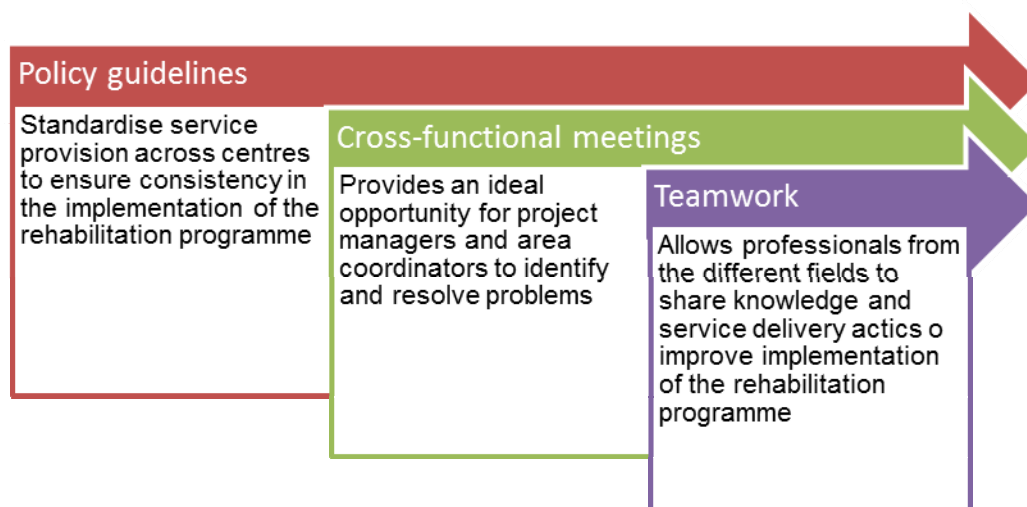 Policy guidelines
Standardise service
provision across centres
to ensure consistency in
the implementation of the
rehabilitation programme
Cross-functional meetings
Provides an ideal
opportunity for project
managers and area
coordinators to identify
and resolve problems
Teamwork
Allows professionals from
the different fields to
share knowledge and
service delivery actics o
improve implementation
of the rehabilitation
programme